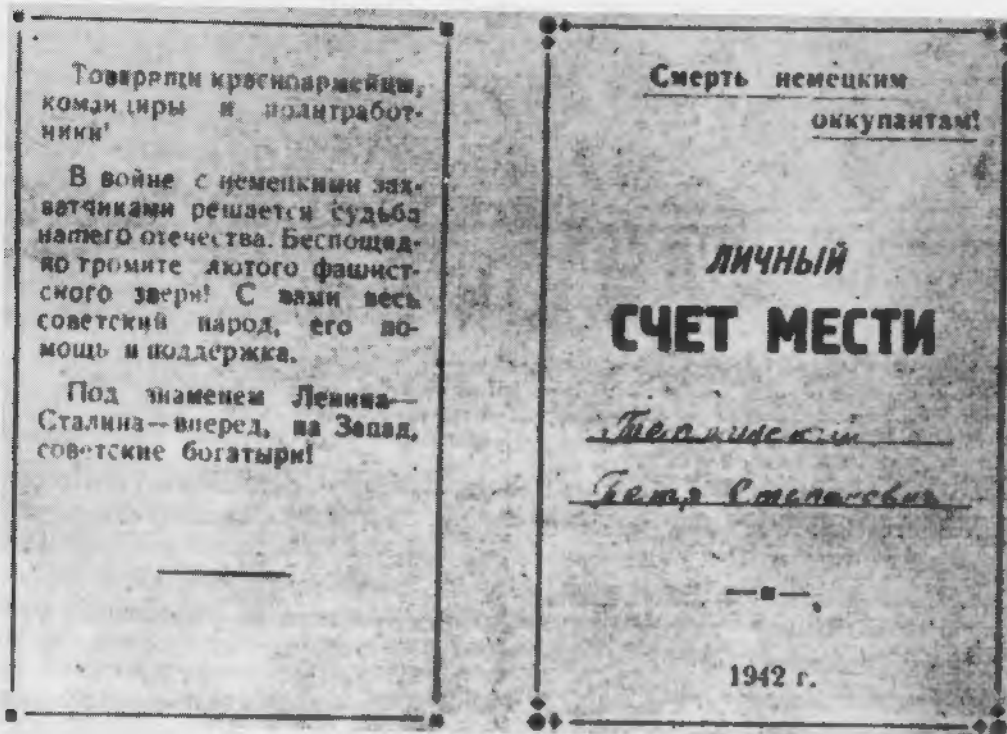 Товарищи красноармейцы,
командиры и политработ-
ники!
В войне с немецкими зах-
ватчиками решается судьба
нашего отечества. Беспощад-
но громите лютого фашист-
ского зверя! С вами весь
советский народ, его по-
мощь и поддержка.
Под знаменем Ленина—
Сталина—вперед, на Запад,
советские богатыри!
Смерть немецким
оккупантам!
ЛИЧНЫЙ
СЧЕТ МЕСТИ
Петя Степанович
1942 г.